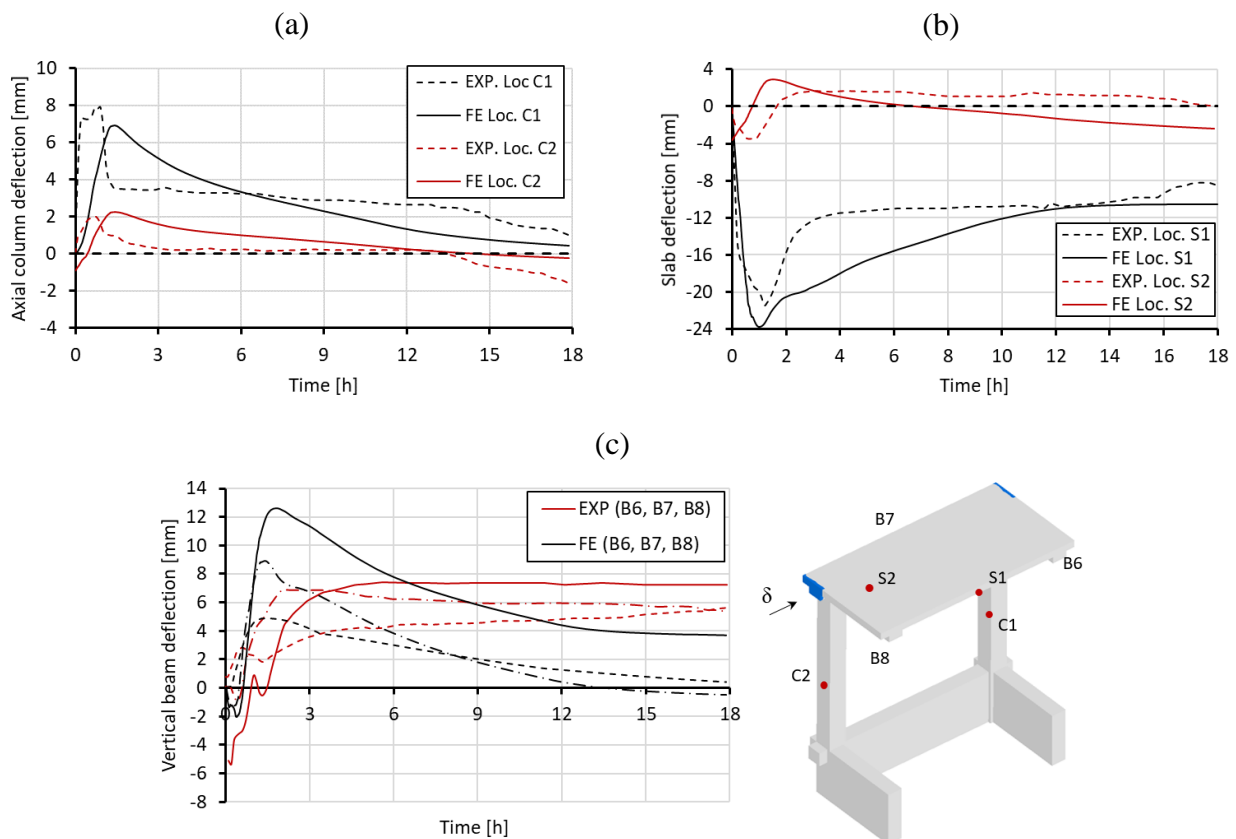 (a)
Axial column deflection [mm]
10
8
6
4
2
0
-2
-4
0 3 6 9 12 15 18
Time [h]
EXP. Loc C1
FE Loc. C1
EXP. Loc. C2
FE Loc. C2
(b)
Slab deflection [mm]
4
0
-4
-8
-12
-16
-20
-24
0 2 4 6 8 10 12 14 16 18
Time [h]
EXP. Loc. S1
FE Loc. S1
EXP. Loc. S2
FE Loc. S2
(c)
Vertical beam deflection [mm]
14
12
10
8
6
4
2
0
-2
-4
-6
-8
0 3 6 9 12 15 18
Time [h]
EXP (B6, B7, B8)
FE (B6, B7, B8)
B7
B6
S2
S1
δ
C1
B8
C2